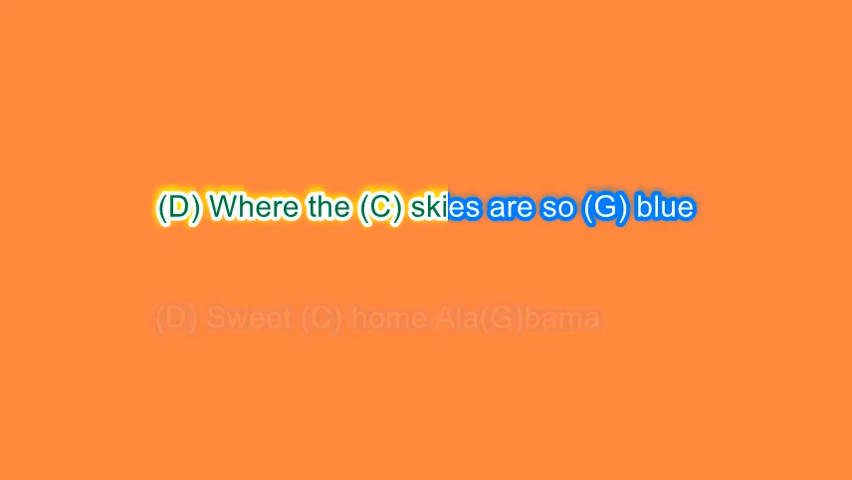 (D) Where the (C) skies are so (G) blue
(D) Sweet (C) home Ala(G)bama